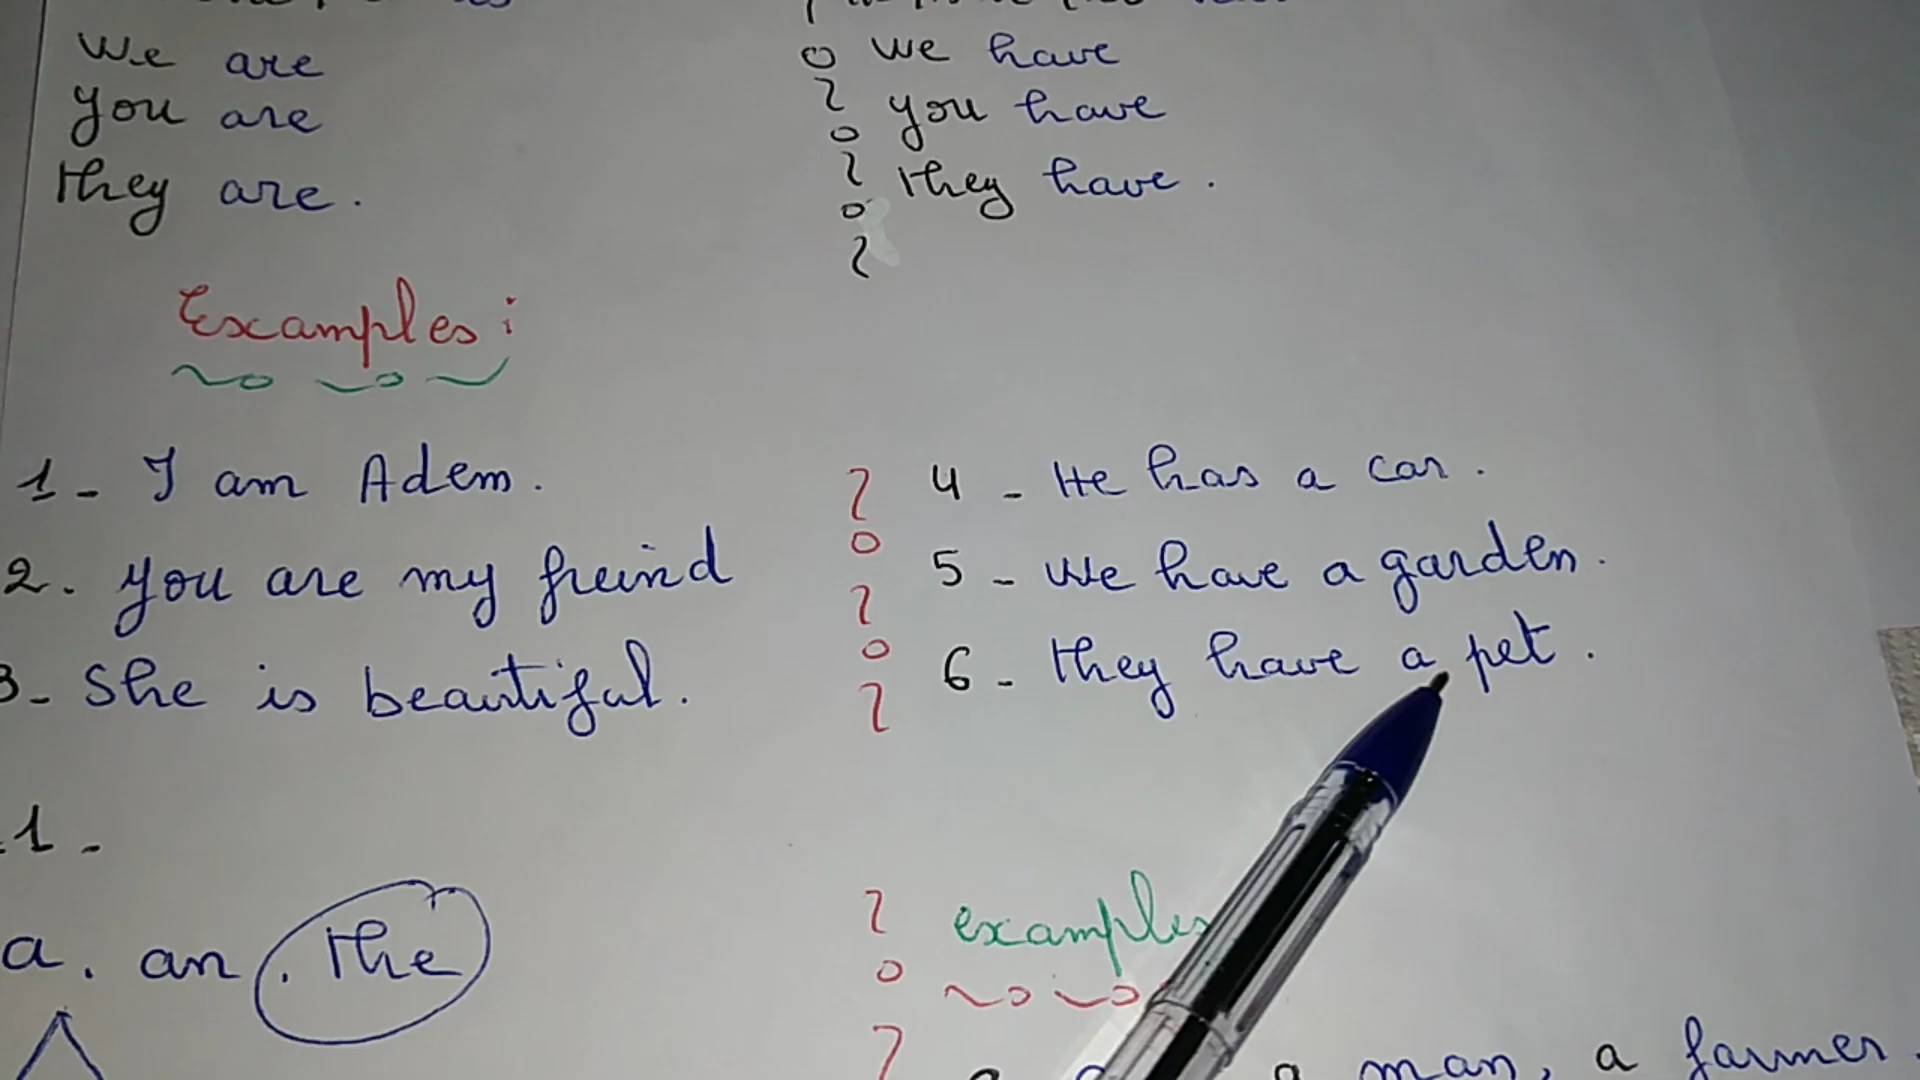 We are
you are
they are.
we have
you have
they have.
Examples:
1- I am Adem.
2. you are my freind
3- She is beautiful.
4- He has a car.
5- We have a garden.
6- they have a pet.
1-
a. an. the
examples
a man, a farmer.